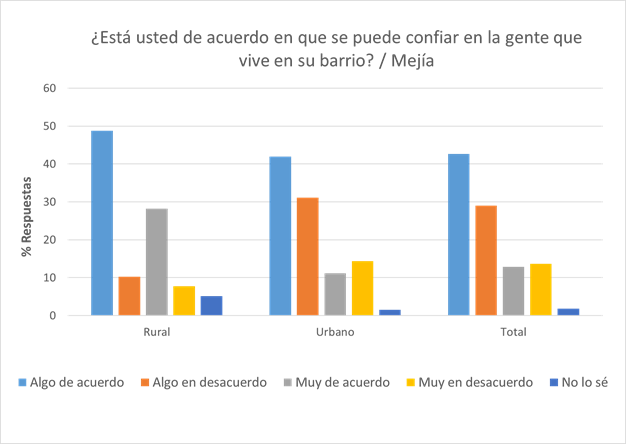 ¿Está usted de acuerdo en que se puede confiar en la gente que
vive en su barrio? / Mejía
% Respuestas
60
50
40
30
20
10
0
Rural
Urbano
Total
Algo de acuerdo
Algo en desacuerdo
Muy de acuerdo
Muy en desacuerdo
No lo sé